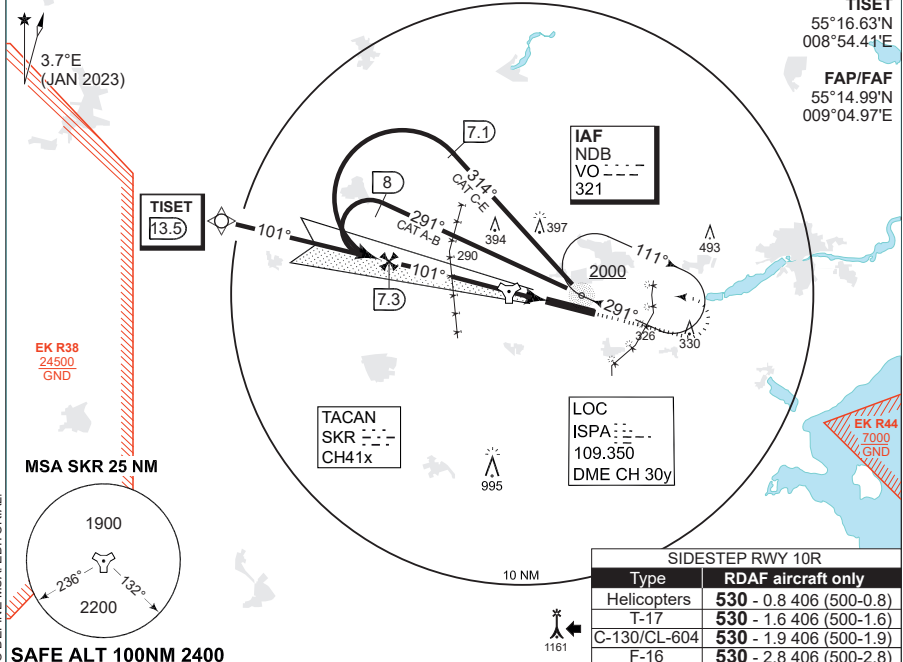 TISET
55°16.63'N
008°54.41'E
FAP/FAF
55°14.99'N
009°04.97'E
3.7°E
(JAN 2023)
7.1
IAF
NDB
VO
321
314°
CAT C-E
8
TISET
13.5
291°
CAT A-B
394
397
493
101°
290
111°
2000
101°
7.3
291°
326
330
EK R38
24500
GND
TACAN
SKR
CH41x
LOC
ISPA
109.350
DME CH 30y
EK R44
7000
GND
995
MSA SKR 25 NM
1900
236°
132°
2200
SAFE ALT 100NM 2400
10 NM
1161
SIDESTEP RWY 10R
Type RDAF aircraft only
Helicopters 530 - 0.8 406 (500-0.8)
T-17 530 - 1.6 406 (500-1.6)
C-130/CL-604 530 - 1.9 406 (500-1.9)
F-16 530 - 2.8 406 (500-2.8)